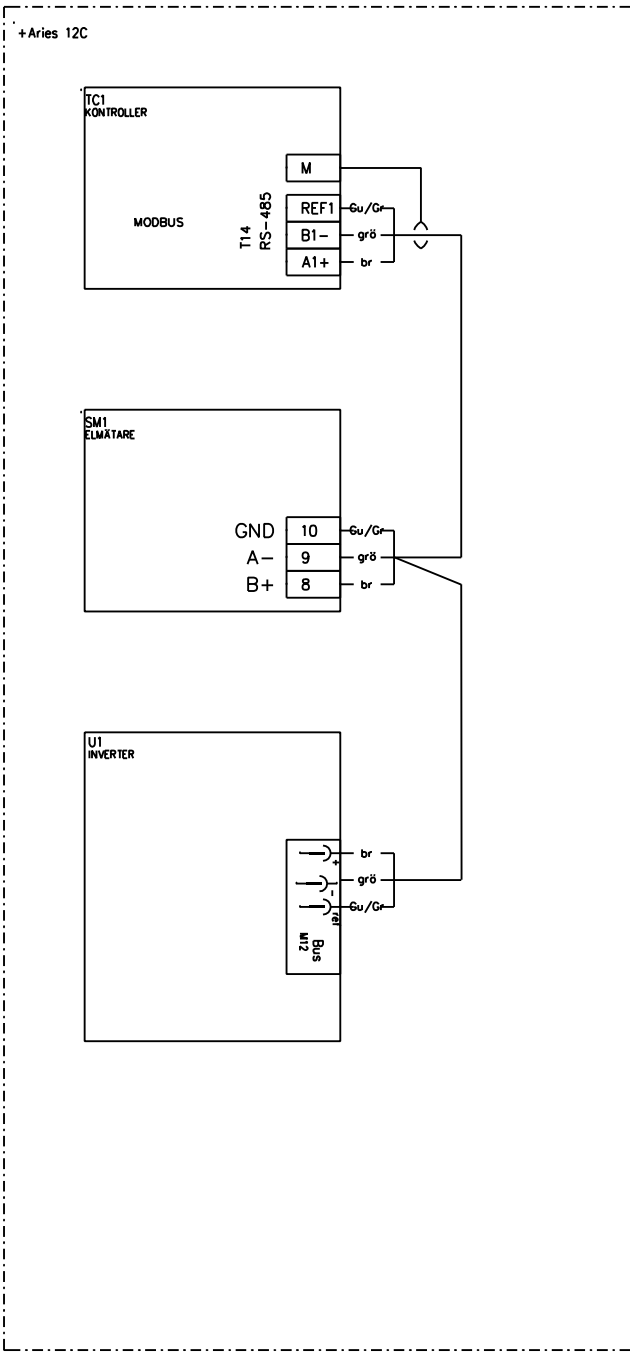 +Aries 12C
TC1
KONTROLLER
MODBUS
T14
RS-485
M
REF1 Gu/Gr
B1- grö
A1+ br
SM1
ELMÄTARE
GND 10 Gu/Gr
A- 9 grö
B+ 8 br
U1
INVERTER
+ br
- grö
ref Gu/Gr
Bus
M12